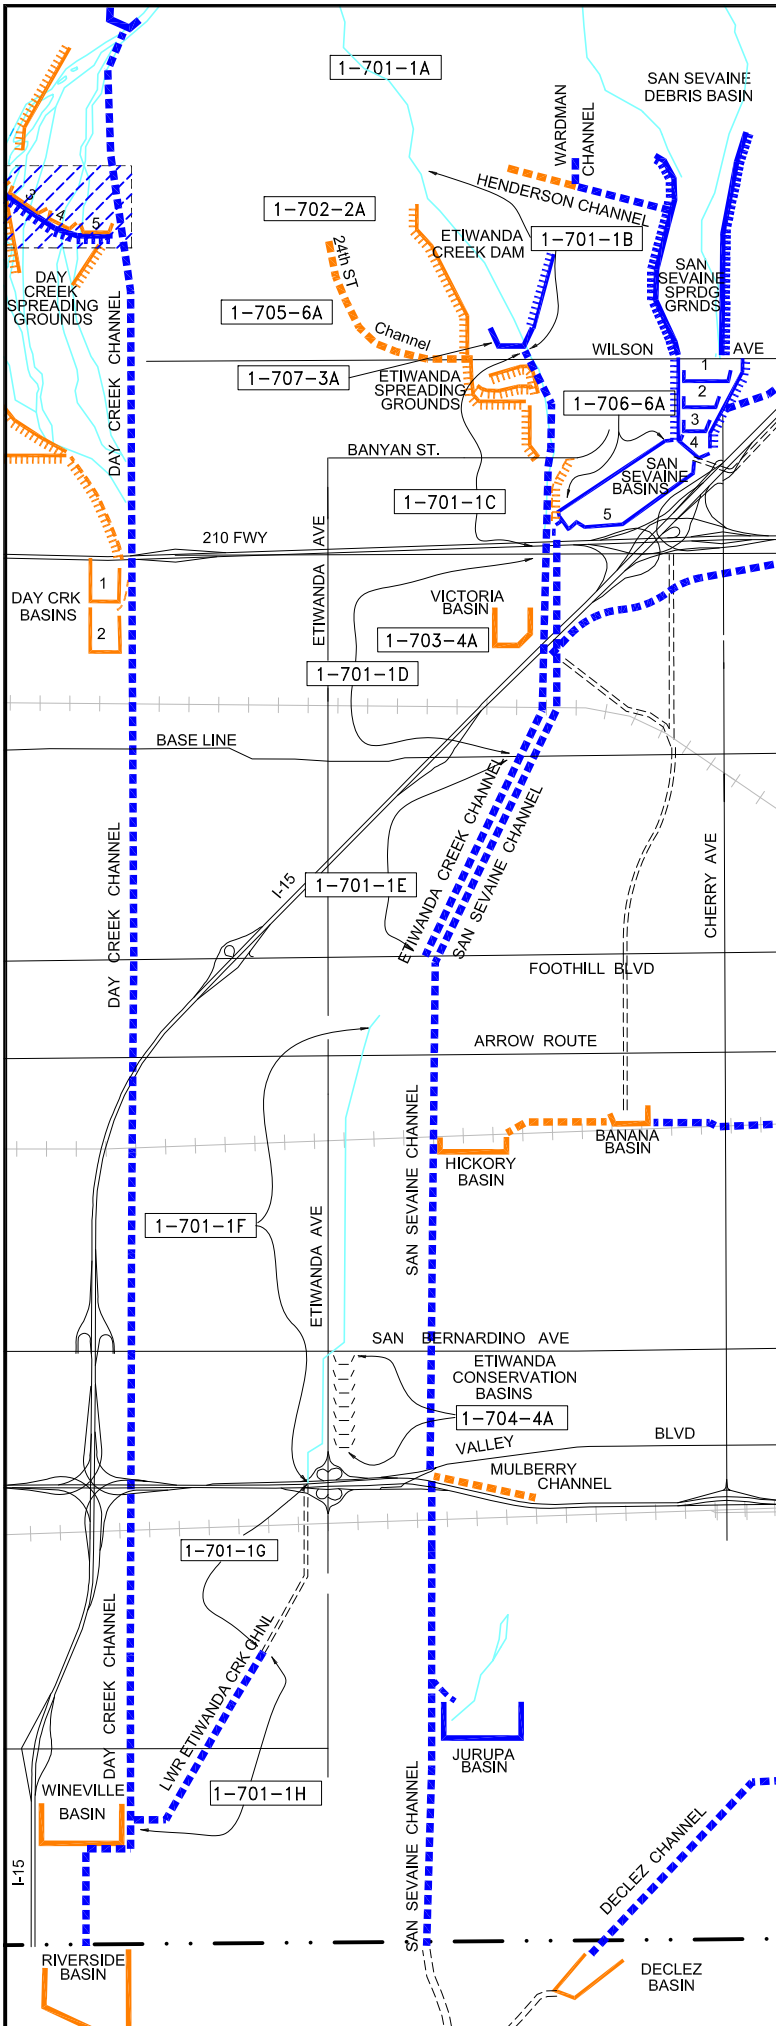 1-701-1A
SAN SEVAINE
DEBRIS BASIN
WARDMAN
CHANNEL
HENDERSON CHANNEL
3
4
5
1-702-2A
24th ST
Channel
ETIWANDA
CREEK DAM
1-701-1B
SAN
SEVAINE
SPRDG
GRNDS
DAY
CREEK
SPREADING
GROUNDS
DAY CREEK CHANNEL
1-705-6A
WILSON AVE
1-707-3A
ETIWANDA
SPREADING
GROUNDS
1-706-6A
1
2
3
4
5
BANYAN ST.
SAN
SEVAINE
BASINS
1-701-1C
ETIWANDA AVE
210 FWY
DAY CRK
BASINS
1
2
VICTORIA
BASIN
1-703-4A
1-701-1D
BASE LINE
ETIWANDA CREEK CHANNEL
SAN SEVAINE CHANNEL
DAY CREEK CHANNEL
I-15
1-701-1E
CHERRY AVE
FOOTHILL BLVD
ARROW ROUTE
SAN SEVAINE CHANNEL
HICKORY
BASIN
BANANA
BASIN
1-701-1F
ETIWANDA AVE
SAN BERNARDINO AVE
ETIWANDA
CONSERVATION
BASINS
1-704-4A
VALLEY BLVD
MULBERRY
CHANNEL
1-701-1G
LWR ETIWANDA CRK CHNL
DAY CREEK CHANNEL
JURUPA
BASIN
1-701-1H
WINEVILLE
BASIN
I-15
SAN SEVAINE CHANNEL
DECLEZ CHANNEL
RIVERSIDE
BASIN
DECLEZ
BASIN